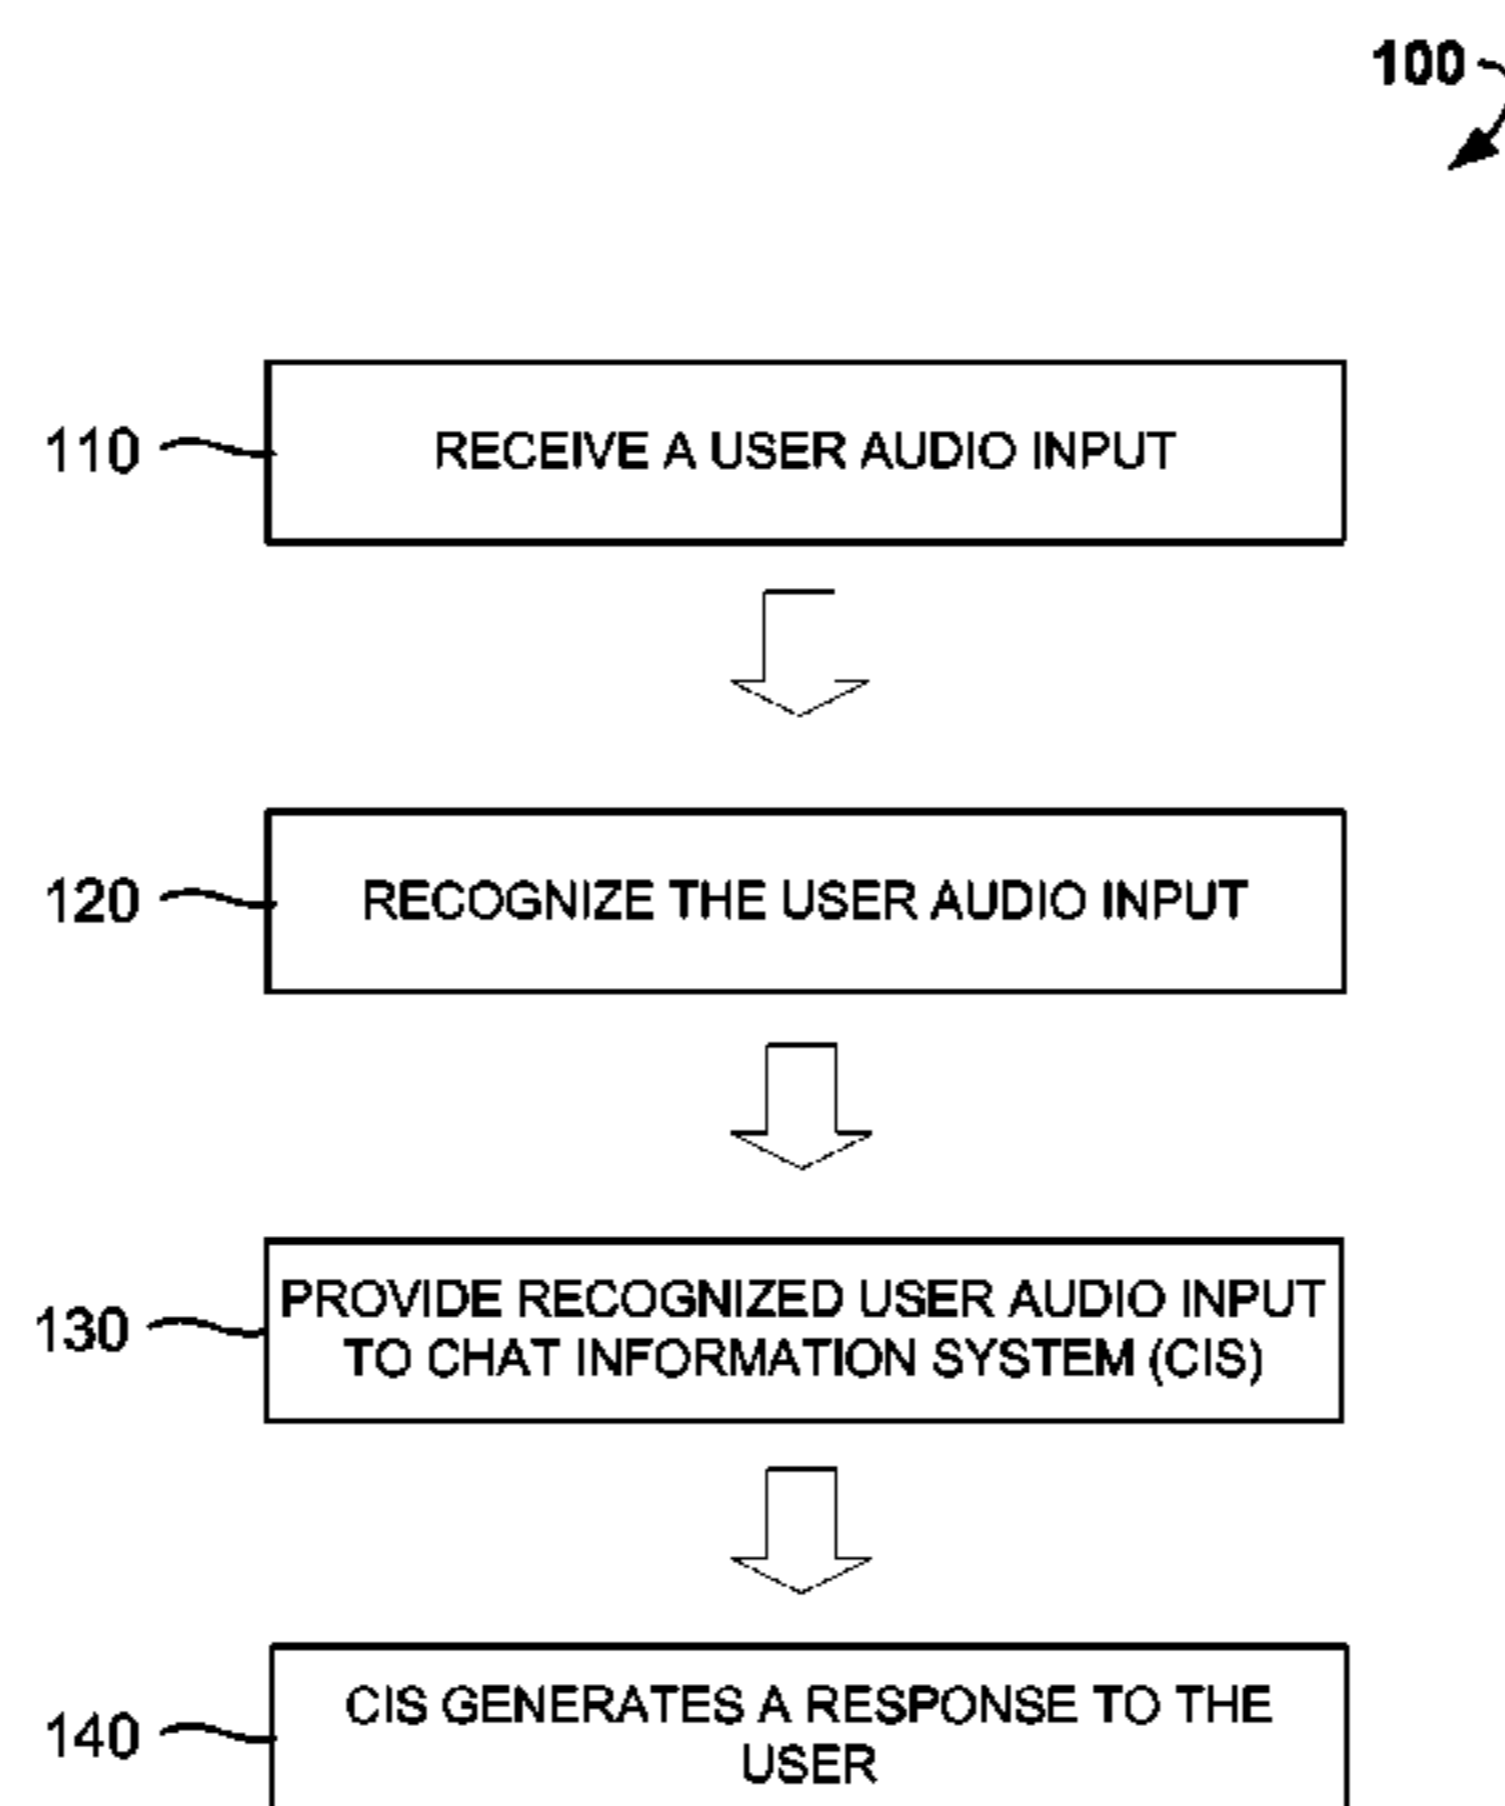 100
110
RECEIVE A USER AUDIO INPUT
120
RECOGNIZE THE USER AUDIO INPUT
130
PROVIDE RECOGNIZED USER AUDIO INPUT
TO CHAT INFORMATION SYSTEM (CIS)
140
CIS GENERATES A RESPONSE TO THE
USER